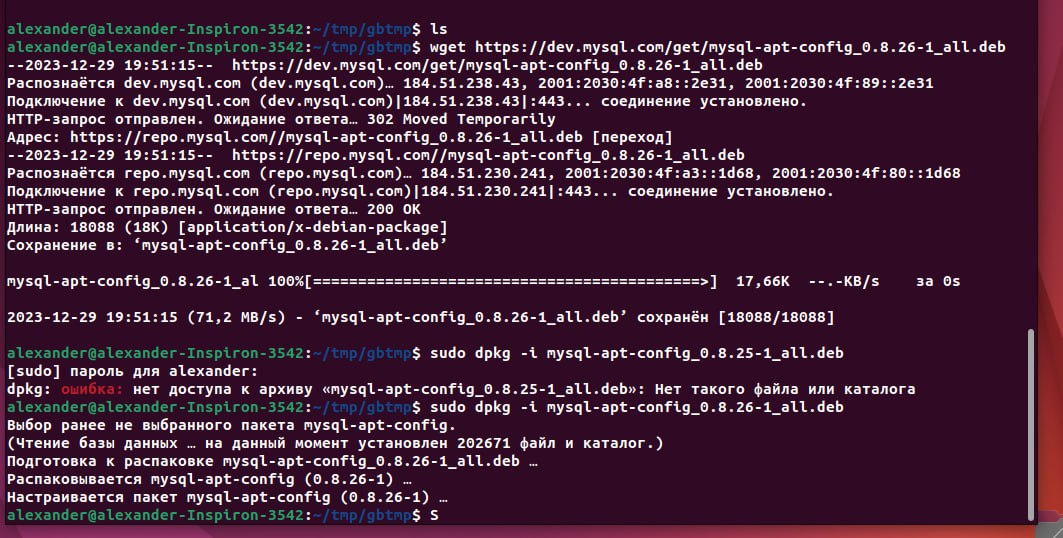 alexander@alexander-Inspiron-3542:~/tmp/gbtmp$ ls
alexander@alexander-Inspiron-3542:~/tmp/gbtmp$ wget https://dev.mysql.com/get/mysql-apt-config_0.8.26-1_all.deb
--2023-12-29 19:51:15--  https://dev.mysql.com/get/mysql-apt-config_0.8.26-1_all.deb
Распознаётся dev.mysql.com (dev.mysql.com)… 184.51.238.43, 2001:2030:4f:a8::2e31, 2001:2030:4f:89::2e31
Подключение к dev.mysql.com (dev.mysql.com)|184.51.238.43|:443... соединение установлено.
HTTP-запрос отправлен. Ожидание ответа… 302 Moved Temporarily
Адрес: https://repo.mysql.com//mysql-apt-config_0.8.26-1_all.deb [переход]
--2023-12-29 19:51:15--  https://repo.mysql.com//mysql-apt-config_0.8.26-1_all.deb
Распознаётся repo.mysql.com (repo.mysql.com)… 184.51.230.241, 2001:2030:4f:a3::1d68, 2001:2030:4f:80::1d68
Подключение к repo.mysql.com (repo.mysql.com)|184.51.230.241|:443... соединение установлено.
HTTP-запрос отправлен. Ожидание ответа… 200 OK
Длина: 18088 (18K) [application/x-debian-package]
Сохранение в: ‘mysql-apt-config_0.8.26-1_all.deb’
mysql-apt-config_0.8.26-1_al 100%[===========================================>]  17,66K  --.-KB/s    за 0s
2023-12-29 19:51:15 (71,2 MB/s) - ‘mysql-apt-config_0.8.26-1_all.deb’ сохранён [18088/18088]
alexander@alexander-Inspiron-3542:~/tmp/gbtmp$ sudo dpkg -i mysql-apt-config_0.8.25-1_all.deb
[sudo] пароль для alexander:
dpkg: ошибка: нет доступа к архиву «mysql-apt-config_0.8.25-1_all.deb»: Нет такого файла или каталога
alexander@alexander-Inspiron-3542:~/tmp/gbtmp$ sudo dpkg -i mysql-apt-config_0.8.26-1_all.deb
Выбор ранее не выбранного пакета mysql-apt-config.
(Чтение базы данных … на данный момент установлен 202671 файл и каталог.)
Подготовка к распаковке mysql-apt-config_0.8.26-1_all.deb …
Распаковывается mysql-apt-config (0.8.26-1) …
Настраивается пакет mysql-apt-config (0.8.26-1) …
alexander@alexander-Inspiron-3542:~/tmp/gbtmp$ S